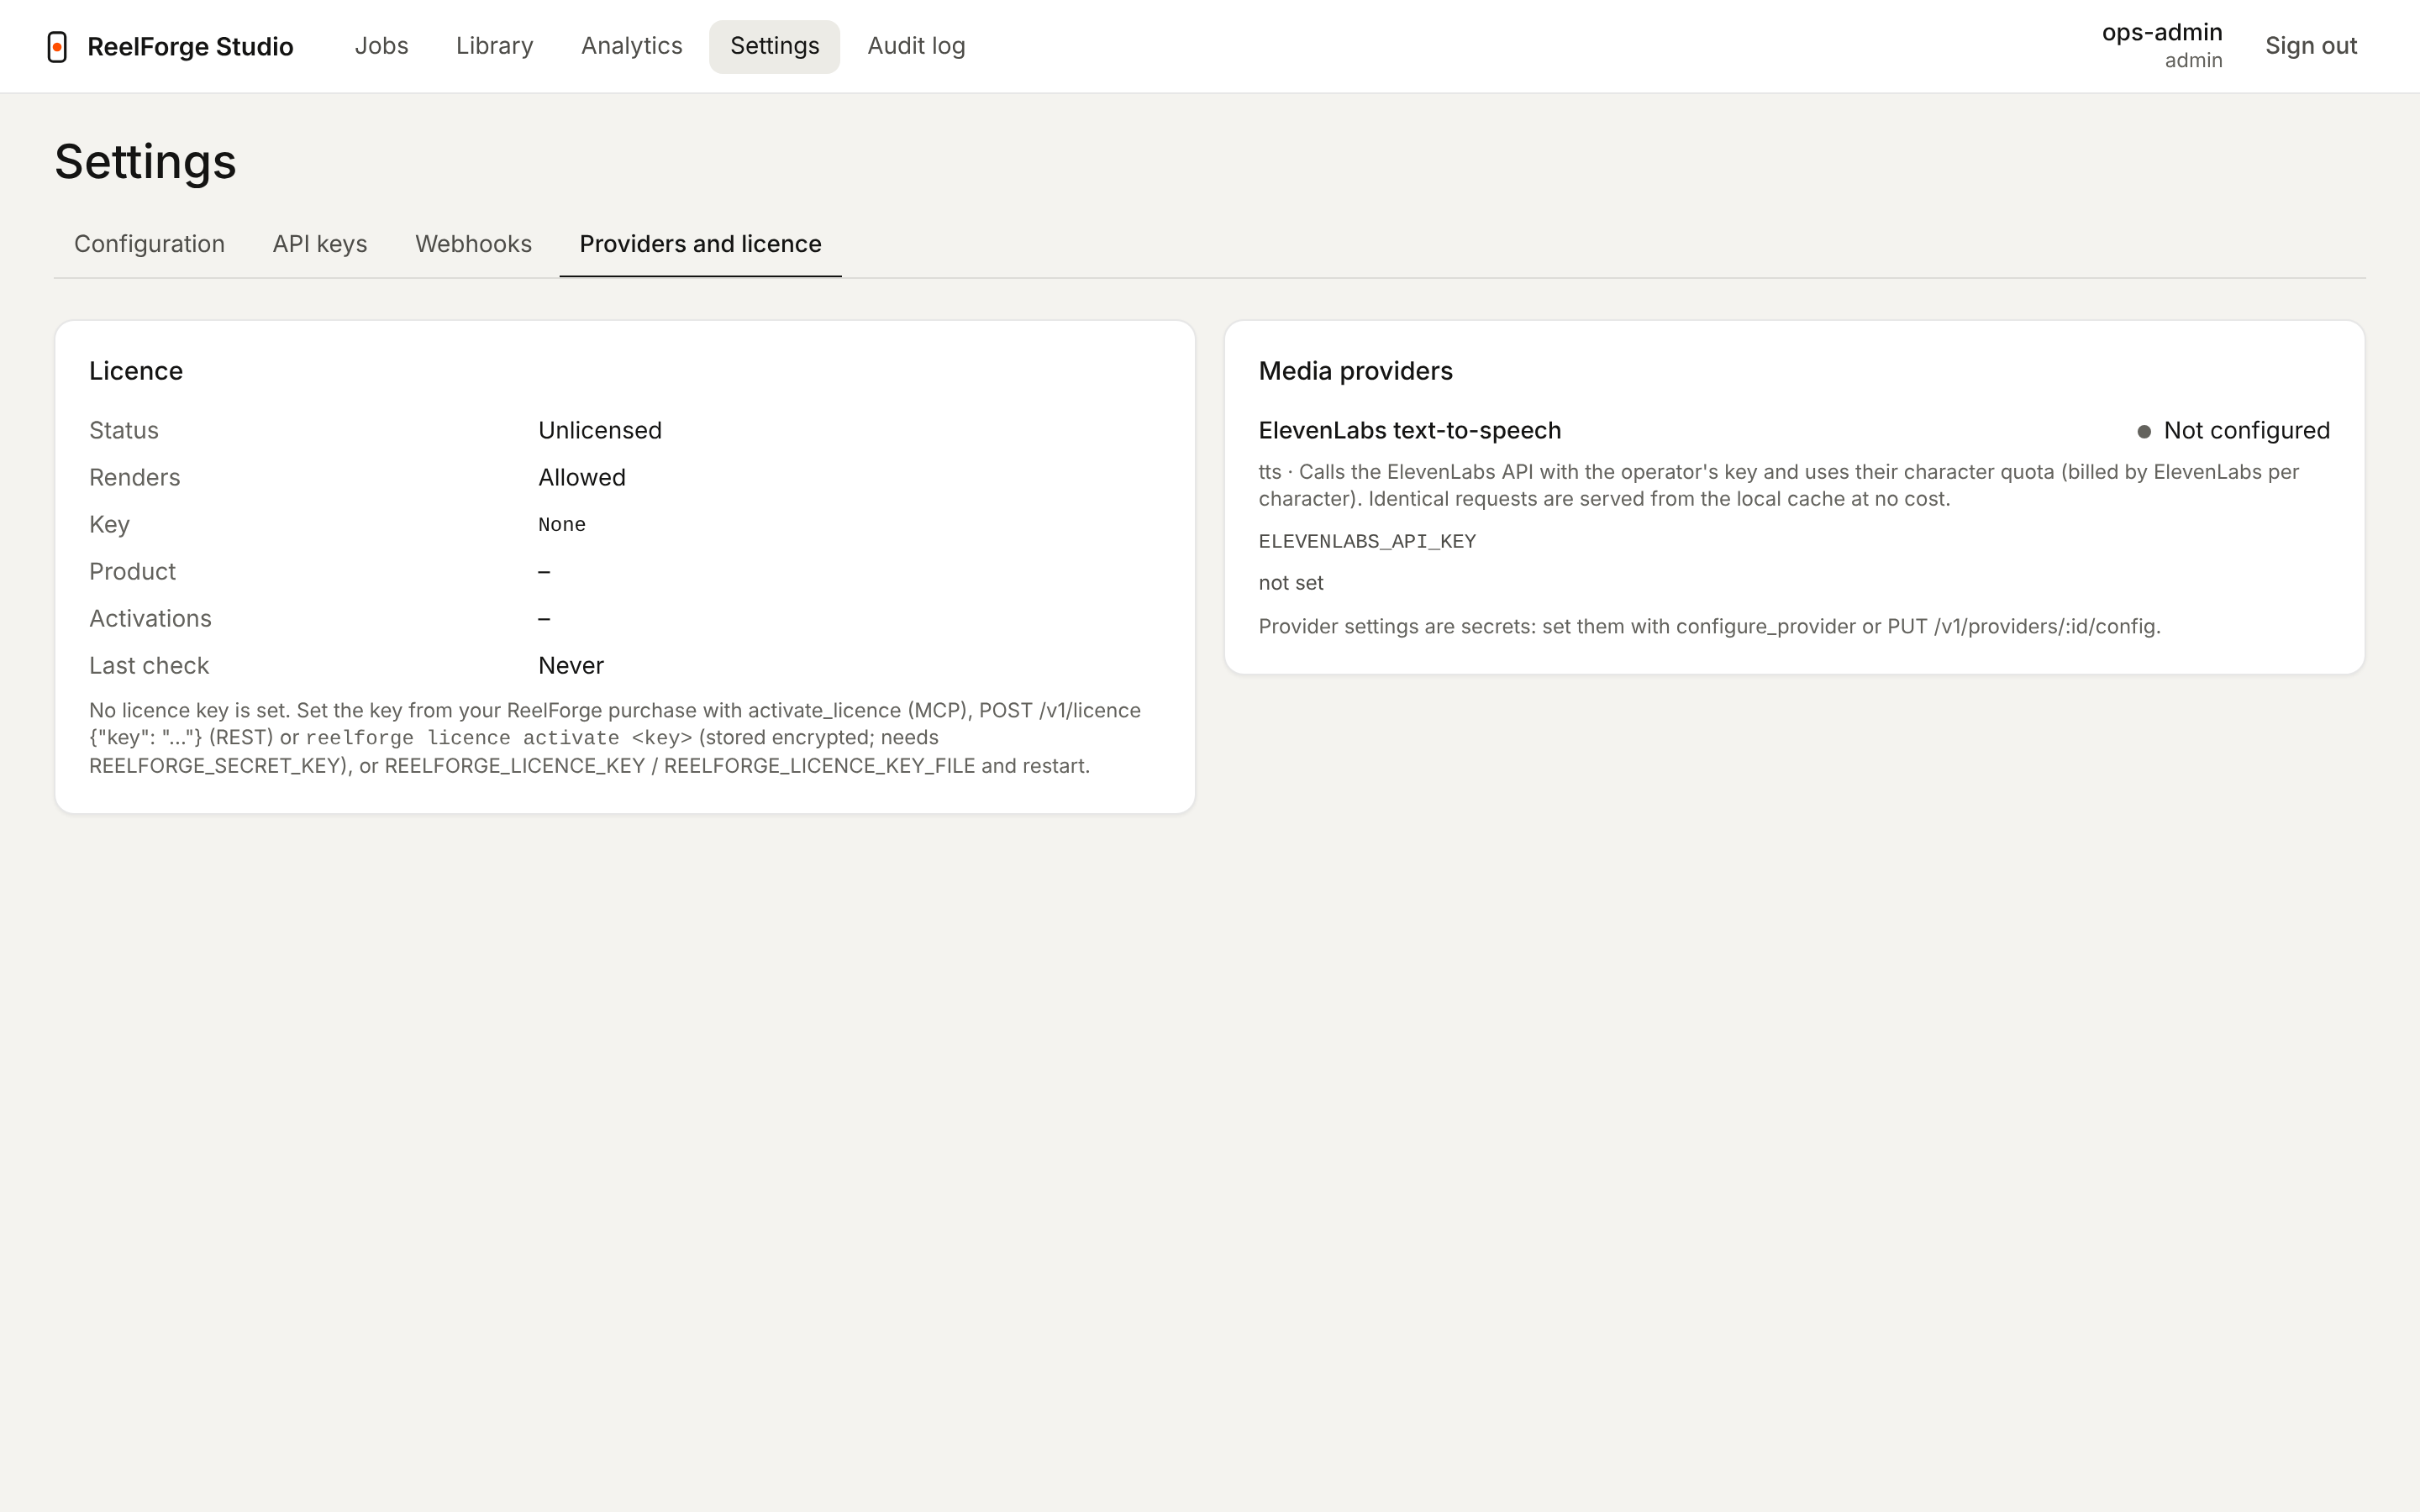 ReelForge Studio
Jobs
Library
Analytics
Settings
Audit log
ops-admin
admin
Sign out
Settings
Configuration
API keys
Webhooks
Providers and licence
Licence
Status Unlicensed
Renders Allowed
Key None
Product –
Activations –
Last check Never
No licence key is set. Set the key from your ReelForge purchase with activate_licence (MCP), POST /v1/licence
{"key": "..."} (REST) or reelforge licence activate <key> (stored encrypted; needs
REELFORGE_SECRET_KEY), or REELFORGE_LICENCE_KEY / REELFORGE_LICENCE_KEY_FILE and restart.
Media providers
ElevenLabs text-to-speech
Not configured
tts · Calls the ElevenLabs API with the operator's key and uses their character quota (billed by ElevenLabs per
character). Identical requests are served from the local cache at no cost.
ELEVENLABS_API_KEY
not set
Provider settings are secrets: set them with configure_provider or PUT /v1/providers/:id/config.